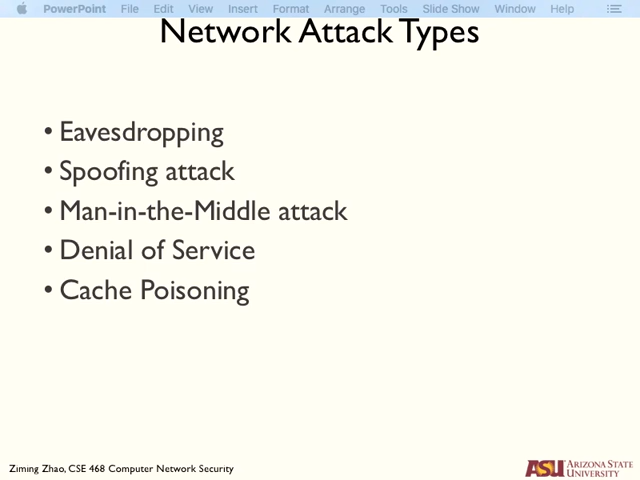 PowerPoint File Edit View Insert Format Arrange Tools Slide Show Window Help
Network Attack Types
• Eavesdropping
• Spoofing attack
• Man-in-the-Middle attack
• Denial of Service
• Cache Poisoning
Ziming Zhao, CSE 468 Computer Network Security
ASU ARIZONA STATE
UNIVERSITY